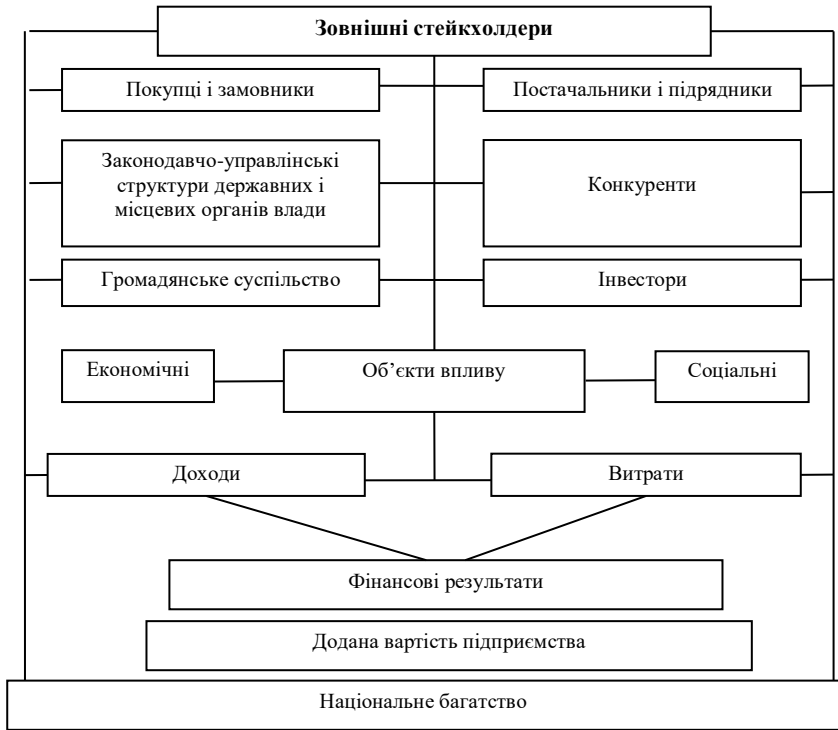 Зовнішні стейкхолдери
Покупці і замовники
Постачальники і підрядники
Законодавчо-управлінські
структури державних і
місцевих органів влади
Конкуренти
Громадянське суспільство
Інвестори
Економічні
Об’єкти впливу
Соціальні
Доходи
Витрати
Фінансові результати
Додана вартість підприємства
Національне багатство